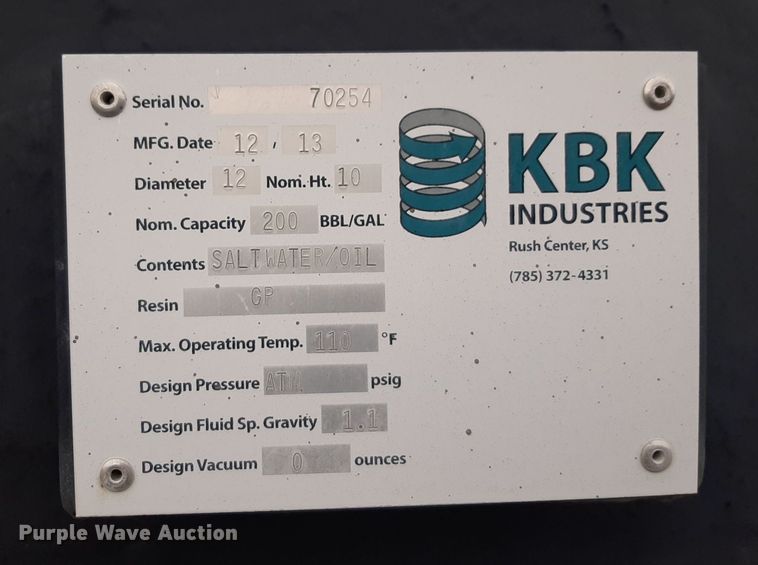 Serial No. 70254
MFG. Date 12 , 13
Diameter 12 Nom. Ht. 10
Nom. Capacity 200 BBL/GAL
Contents SALTWATER/OIL
Resin GP
Max. Operating Temp. 110 °F
Design Pressure ATM psig
Design Fluid Sp. Gravity 1.1
Design Vacuum 0 ounces
KBK
INDUSTRIES
Rush Center, KS
(785) 372-4331
Purple Wave Auction